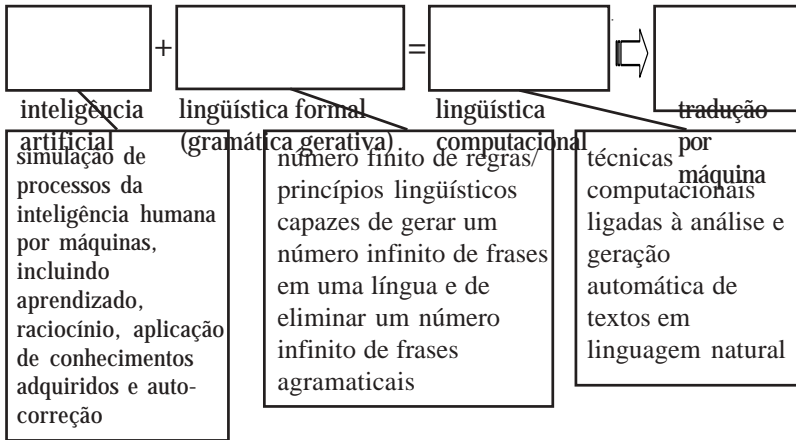 +
=
inteligência
artificial
lingüística formal
(gramática gerativa)
lingüística
computacional
tradução
por
máquina
simulação de
processos da
inteligência humana
por máquinas,
incluindo
aprendizado,
raciocínio, aplicação
de conhecimentos
adquiridos e auto-
correção
número finito de regras/
princípios lingüísticos
capazes de gerar um
número infinito de frases
em uma língua e de
eliminar um número
infinito de frases
agramaticais
técnicas
computacionais
ligadas à análise e
geração
automática de
textos em
linguagem natural